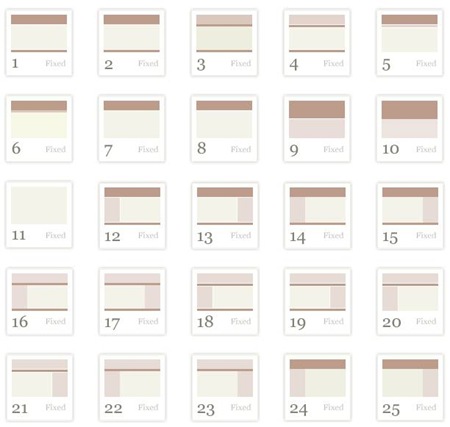 1 Fixed
2 Fixed
3 Fixed
4 Fixed
5 Fixed
6 Fixed
7 Fixed
8 Fixed
9 Fixed
10 Fixed
11 Fixed
12 Fixed
13 Fixed
14 Fixed
15 Fixed
16 Fixed
17 Fixed
18 Fixed
19 Fixed
20 Fixed
21 Fixed
22 Fixed
23 Fixed
24 Fixed
25 Fixed